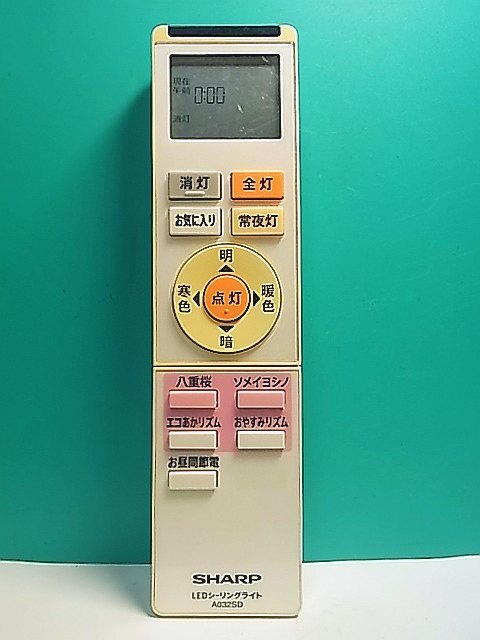 現在
午前 0:00
消灯
消灯 全灯
お気に入り 常夜灯
明
寒色 点灯 暖色
暗
八重桜 ソメイヨシノ
エコあかリズム おやすみリズム
お昼間節電
SHARP
LEDシーリングライト
A032SD